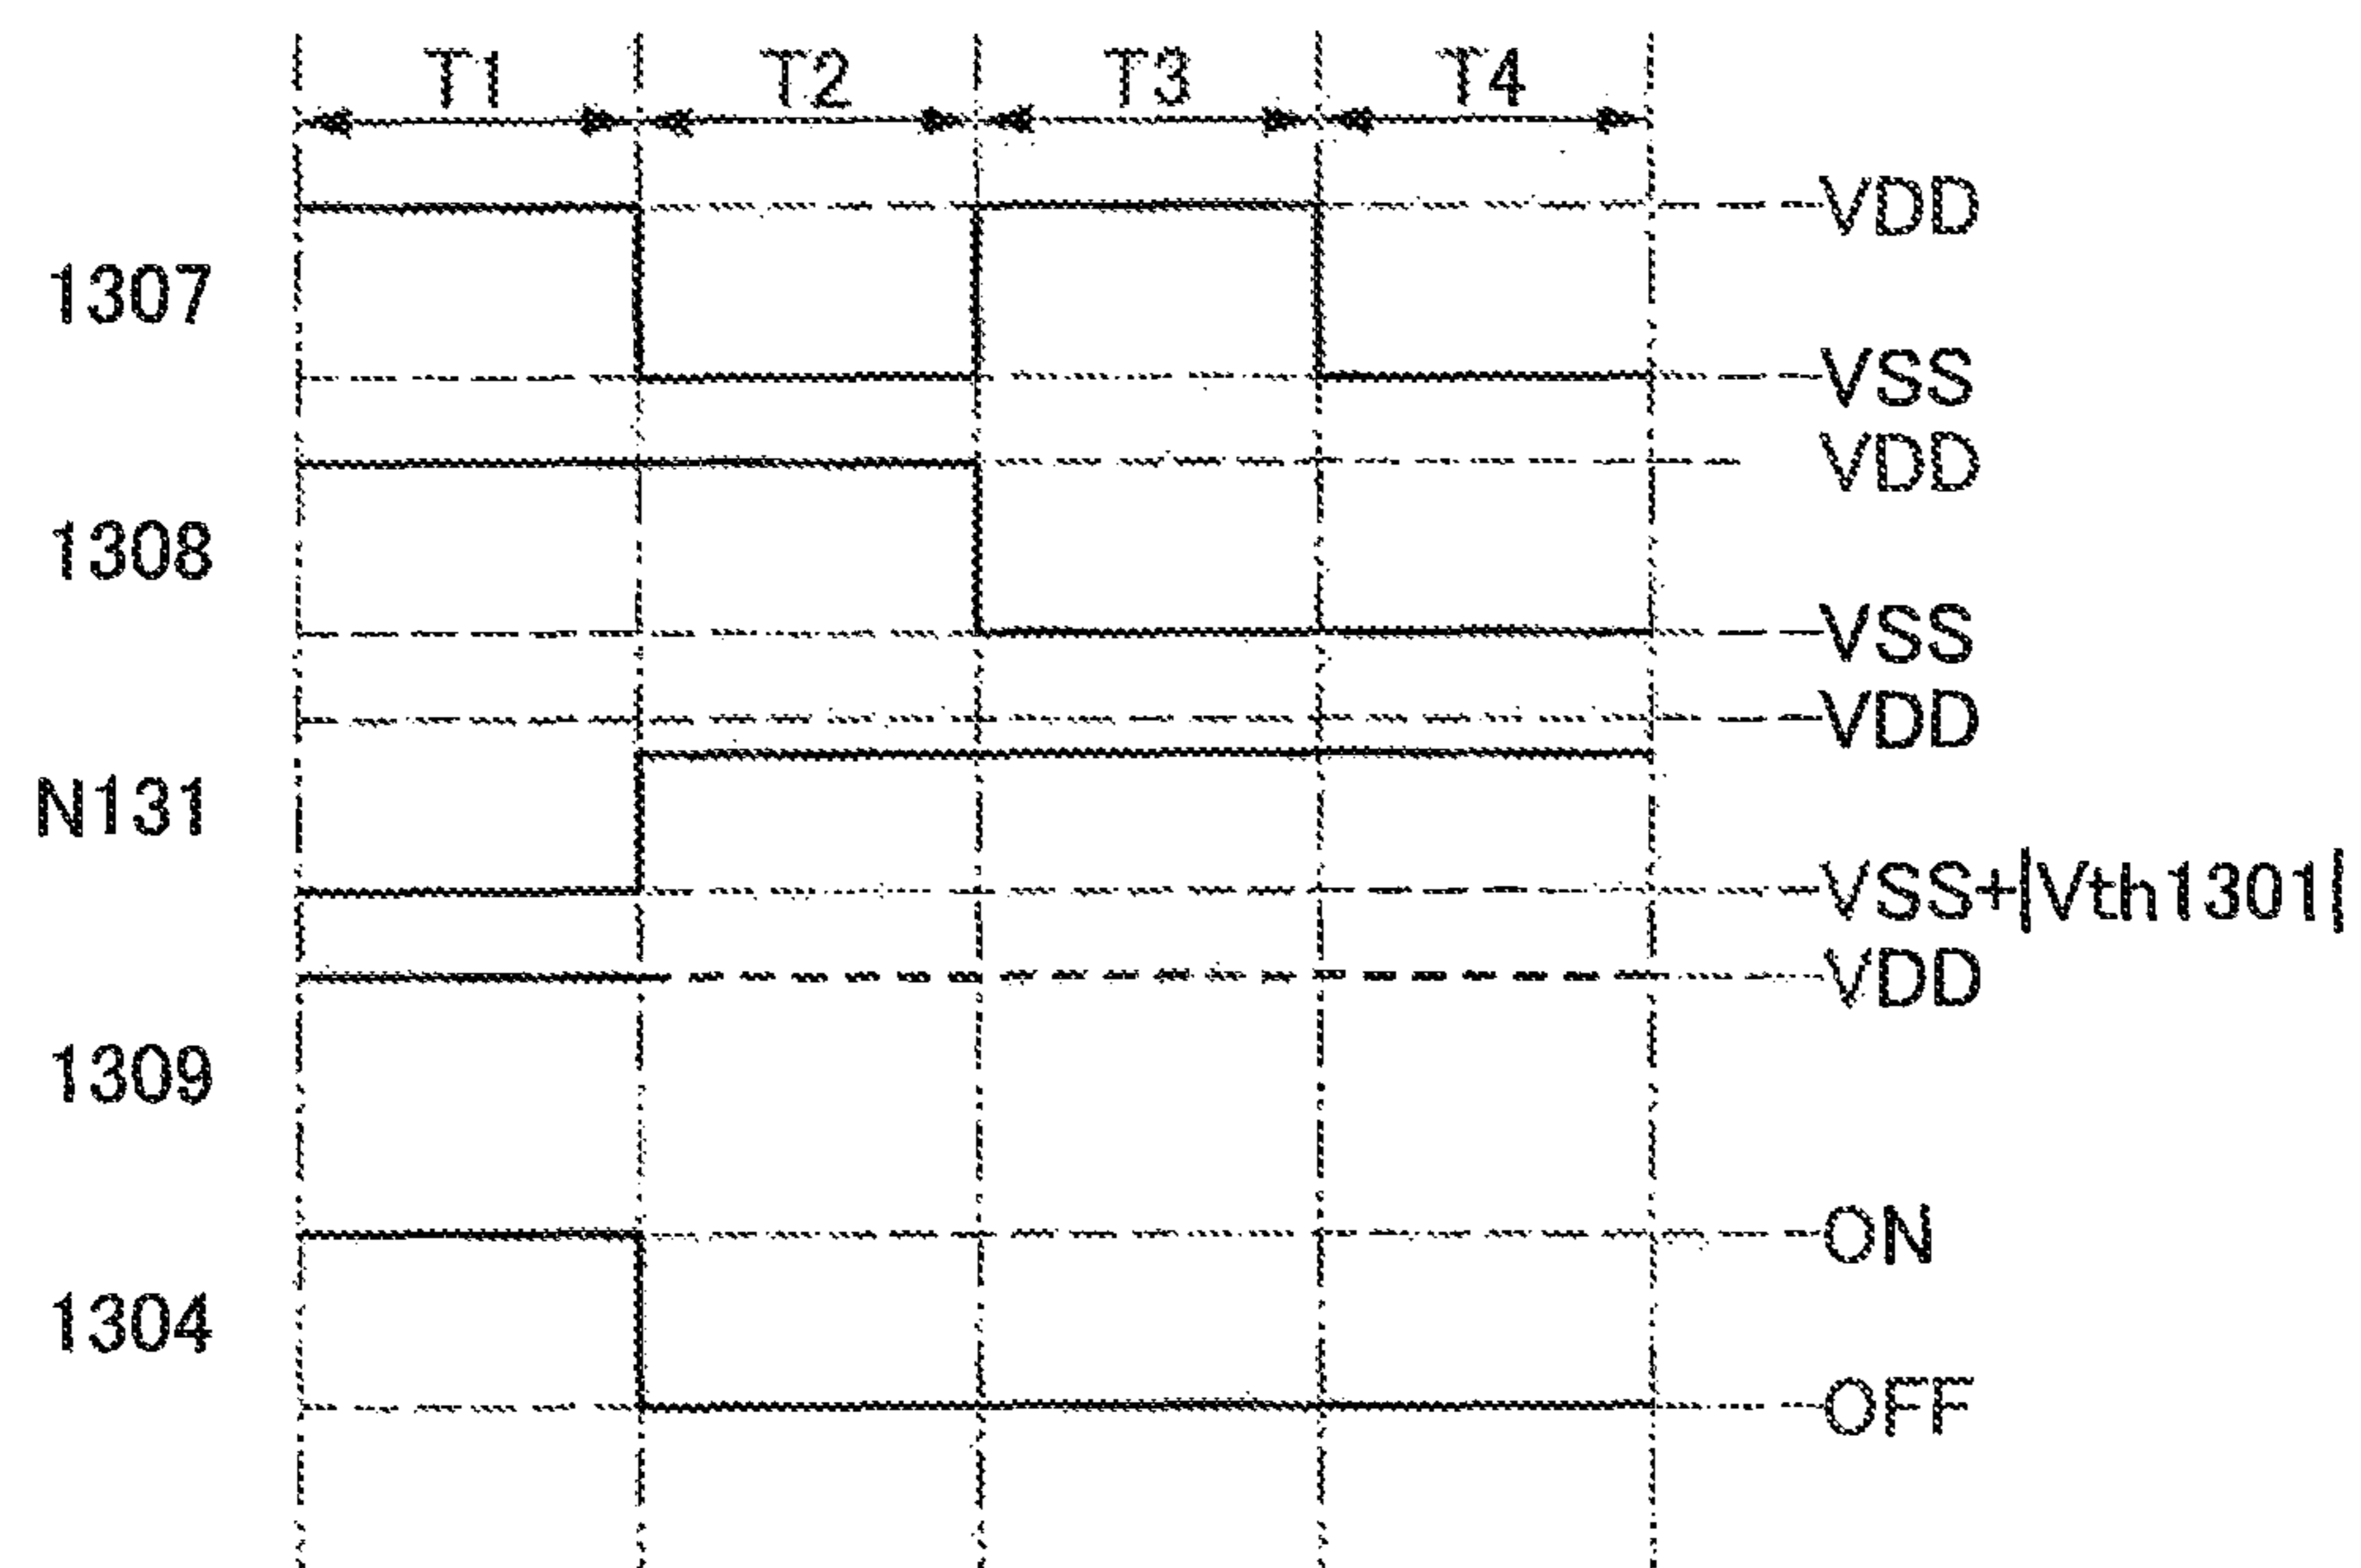 T1 T2 T3 T4
VDD
1307
VSS
VDD
1308
VSS
VDD
N131
VSS+|Vth1301|
VDD
1309
ON
1304
OFF